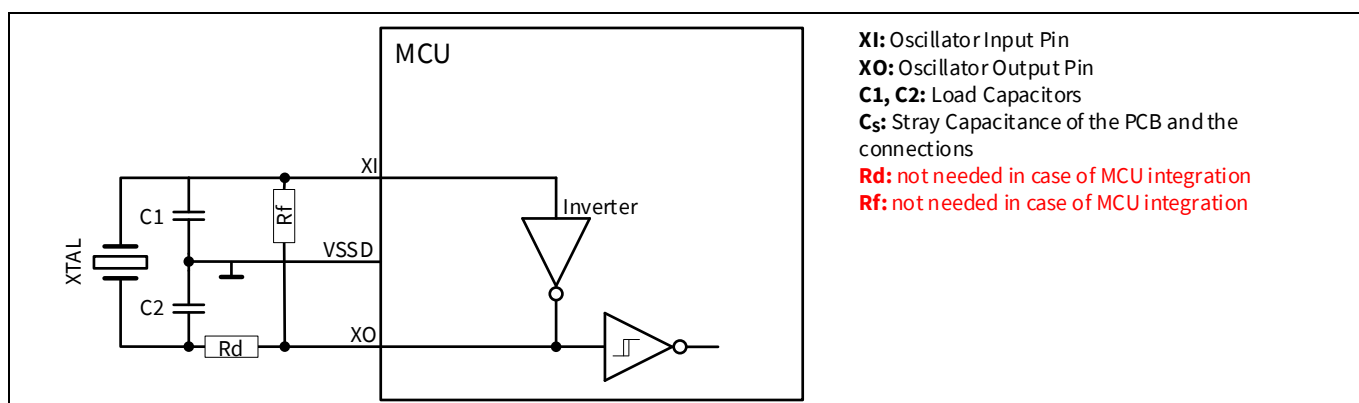 MCU
XI: Oscillator Input Pin
XO: Oscillator Output Pin
C1, C2: Load Capacitors
CS: Stray Capacitance of the PCB and the
connections
Rd: not needed in case of MCU integration
Rf: not needed in case of MCU integration
XI
Rf
C1
Inverter
VSSD
XTAL
C2
XO
Rd